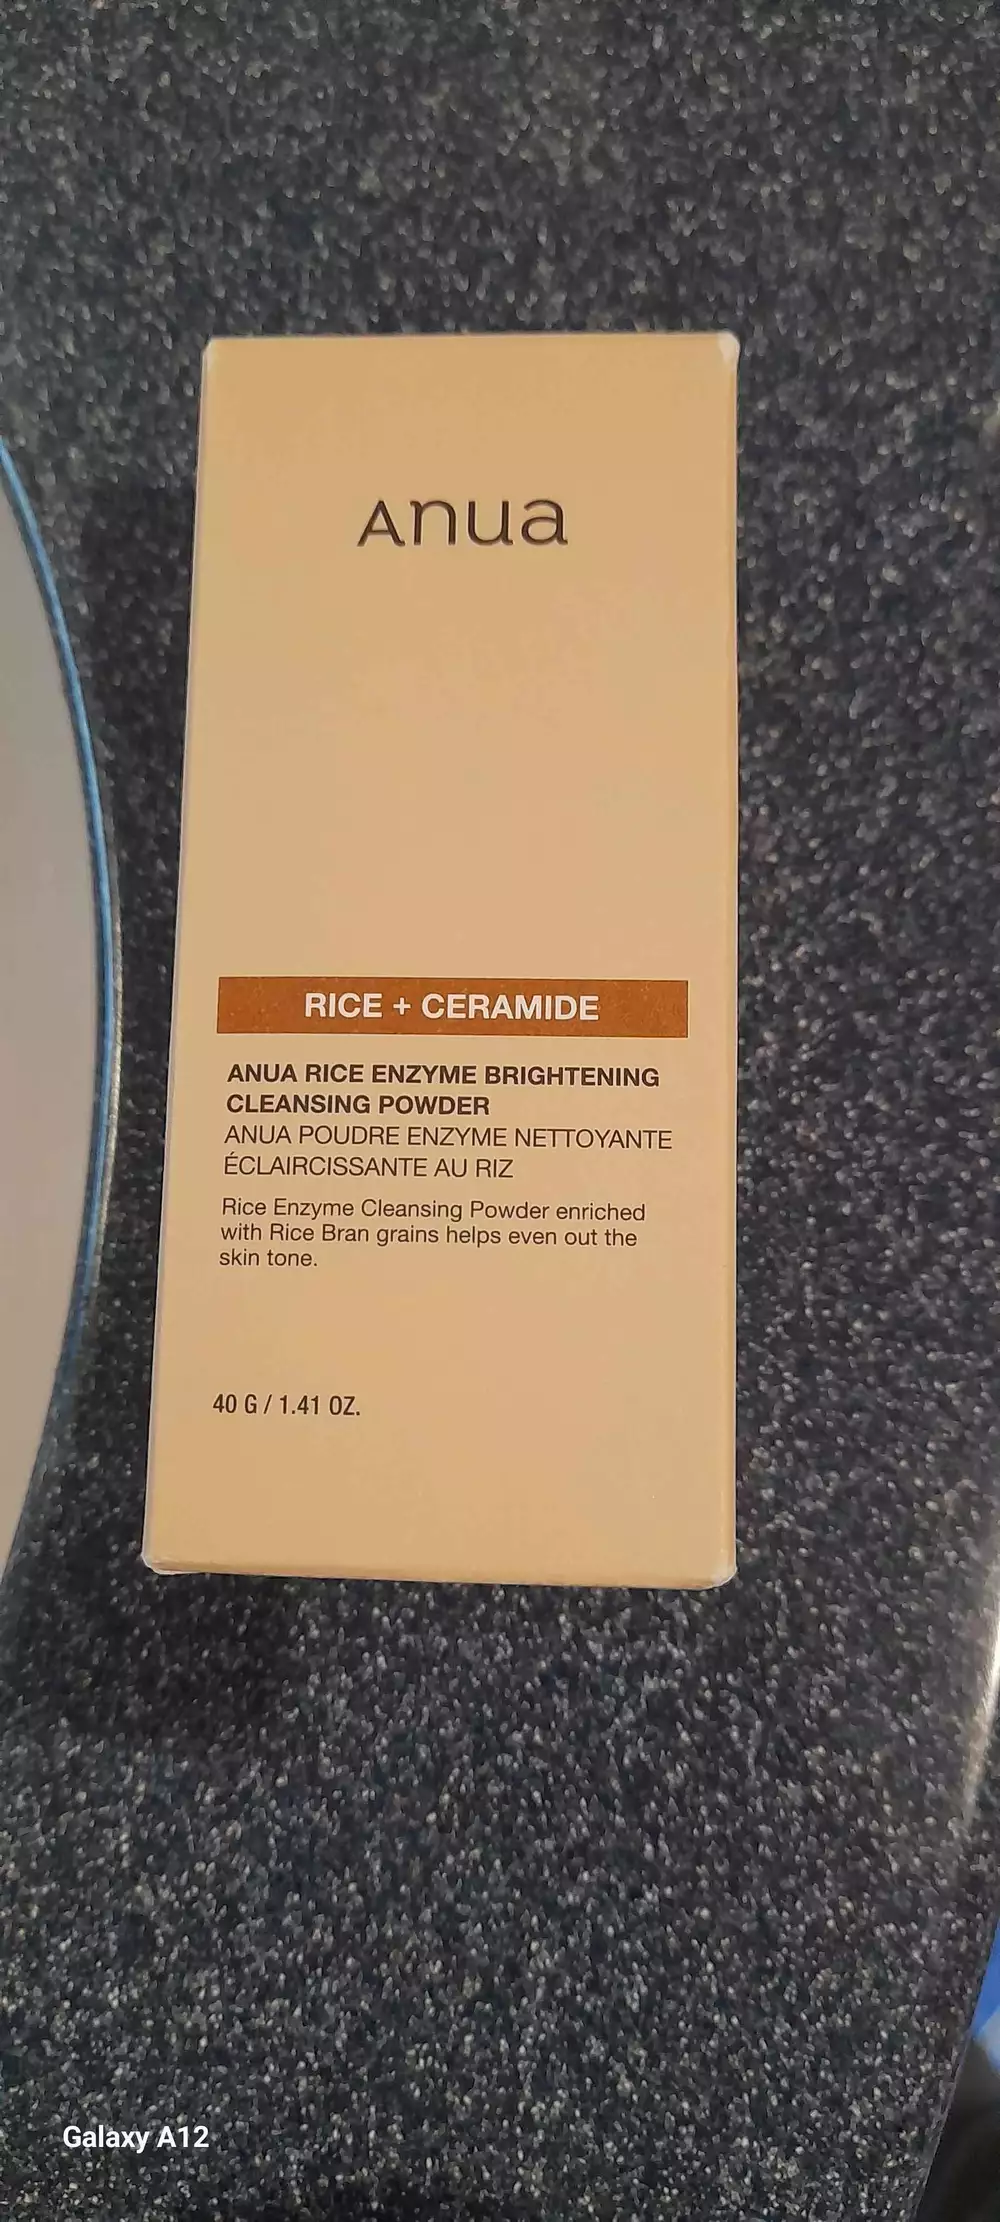 Anua
RICE + CERAMIDE
ANUA RICE ENZYME BRIGHTENING
CLEANSING POWDER
ANUA POUDRE ENZYME NETTOYANTE
ÉCLAIRCISSANTE AU RIZ
Rice Enzyme Cleansing Powder enriched
with Rice Bran grains helps even out the
skin tone.
40 G / 1.41 OZ.
Galaxy A12